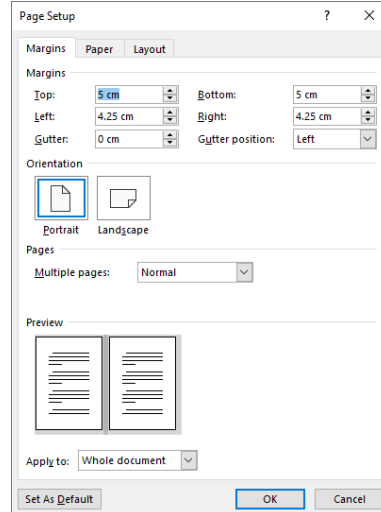 Page Setup ? ×
Margins Paper Layout
Margins
Top: 5 cm Bottom: 5 cm
Left: 4.25 cm Right: 4.25 cm
Gutter: 0 cm Gutter position: Left
Orientation
Portrait Landscape
Pages
Multiple pages: Normal
Preview
Apply to: Whole document
Set As Default OK Cancel